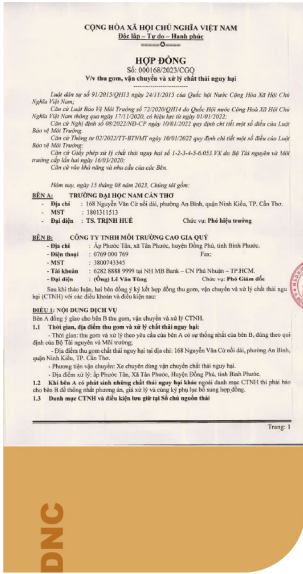 CỘNG HÒA XÃ HỘI CHỦ NGHĨA VIỆT NAM
Độc lập – Tự do – Hạnh phúc
HỢP ĐỒNG
Số: 000168/2023/CGQ
V/v thu gom, vận chuyển và xử lý chất thải nguy hại
Luật dân sự số 91/2015/QH13 ngày 24/11/2015 của Quốc hội Nước Cộng Hòa Xã Hội Chủ
Nghĩa Việt Nam;
Căn cứ Luật Bảo Vệ Môi Trường số 72/2020/QH14 do Quốc Hội nước Cộng Hoà Xã Hội Chủ
Nghĩa Việt Nam thông qua ngày 17/11/2020, có hiệu lực từ ngày 01/01/2022;
Căn cứ Nghị định số 08/2022/NĐ-CP ngày 10/01/2022 quy định chi tiết một số điều của Luật
Bảo vệ Môi Trường
Căn cứ Thông tư 02/2022/TT-BTNMT ngày 10/01/2022 quy định chi tiết một số điều của Luật
Bảo vệ Môi Trường.
Căn cứ Giấy phép xử lý chất thải nguy hại số 1-2-3-4-5-6.053.VX do Bộ Tài nguyên và Môi
trường cấp lần hai ngày 16/03/2020;
Căn cứ vào khả năng và nhu cầu của các Bên.
Hôm nay, ngày 15 tháng 08 năm 2023, Chúng tôi gồm:
BÊN A: TRƯỜNG ĐẠI HỌC NAM CẦN THƠ
- Địa chỉ : 168 Nguyễn Văn Cừ nối dài, phường An Bình, quận Ninh Kiều, TP. Cần Thơ.
- MST : 1801311513
- Đại diện : TS. TRỊNH HUÊ Chức vụ: Phó hiệu trưởng
BÊN B: CÔNG TY TNHH MÔI TRƯỜNG CAO GIA QUÝ
- Địa chỉ : Ấp Phước Tân, xã Tân Phước, huyện Đồng Phú, tỉnh Bình Phước.
- Điện thoại : 0769 000 769 Fax:
- MST : 3800743345
- Tài khoản : 6282 8888 9999 tại NH MB Bank – CN Phú Nhuận – TP.HCM.
- Đại diện : (Ông) Lê Văn Tùng Chức vụ: Phó Giám đốc
Sau khi thảo luận, hai bên đồng ý ký kết hợp đồng thu gom, vận chuyển và xử lý chất thải nguy
hại (CTNH) với các điều khoản và điều kiện sau:
ĐIỀU 1: NỘI DUNG DỊCH VỤ
Bên A đồng ý giao cho bên B thu gom, vận chuyển và xử lý CTNH.
1.1 Thời gian, địa điểm thu gom và xử lý chất thải nguy hại:
- Thời gian: thu gom và xử lý theo yêu cầu của bên A có sự thống nhất của bên B, đúng theo qui
định của Bộ Tài nguyên và Môi trường;
- Địa điểm thu gom chất thải nguy hại tại địa chỉ: 168 Nguyễn Văn Cừ nối dài, phường An Bình,
quận Ninh Kiều, TP. Cần Thơ.
- Phương tiện vận chuyển: Xe chuyên dùng vận chuyển chất thải nguy hại.
- Địa điểm xử lý: ấp Phước Tân, Xã Tân Phước, Huyện Đồng Phú, tỉnh Bình Phước.
1.2 Khi bên A có phát sinh những chất thải nguy hại khác ngoài danh mục CTNH thì phải báo
cho bên B để thống nhất phương án, giá xử lý và cùng ký phụ lục bổ sung hợp đồng.
1.3 Danh mục CTNH và điều kiện lưu giữ tại Sở chủ nguồn thải
Trang: 1
DNC